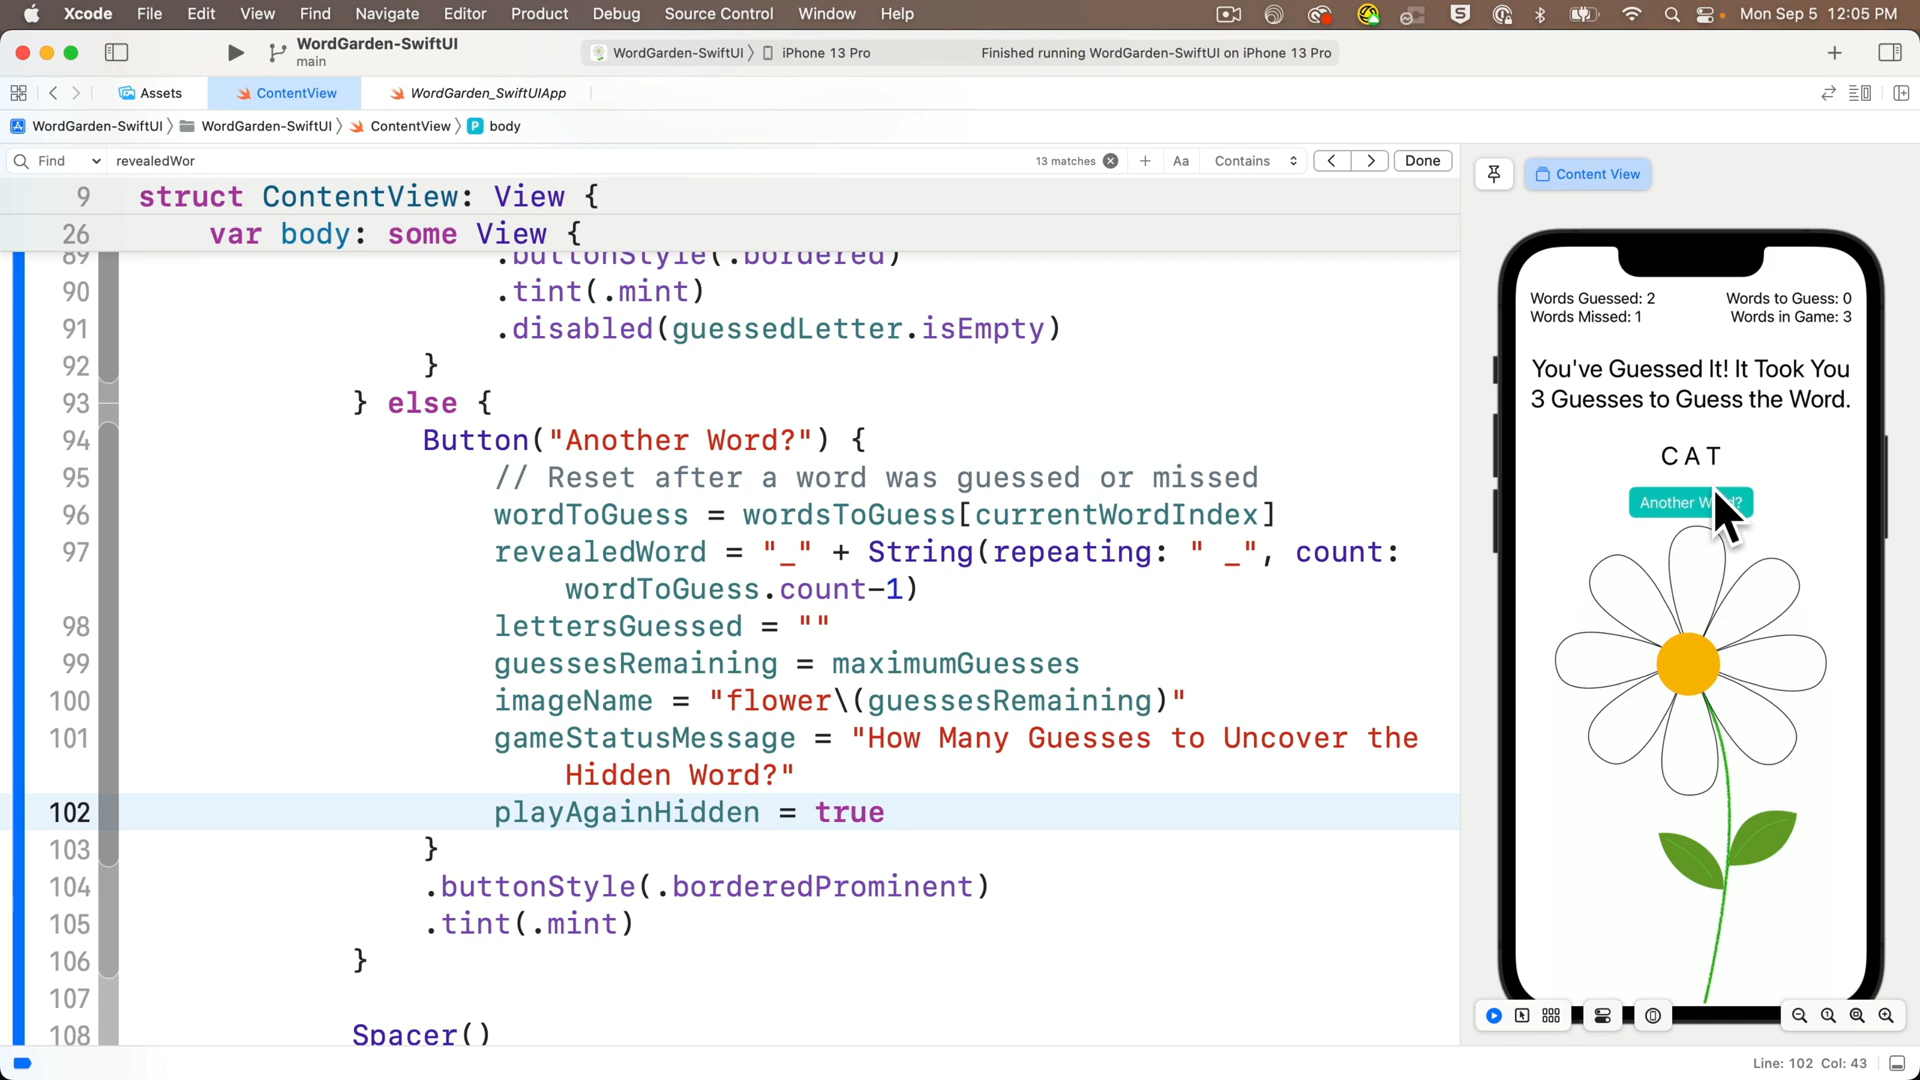 Xcode File Edit View Find Navigate Editor Product Debug Source Control Window Help Mon Sep 5 12:05 PM
WordGarden-SwiftUI
main
WordGarden-SwiftUI iPhone 13 Pro Finished running WordGarden-SwiftUI on iPhone 13 Pro
Assets ContentView WordGarden_SwiftUIApp
WordGarden-SwiftUI WordGarden-SwiftUI ContentView P body
Find revealedWor 13 matches Aa Contains Done
9 struct ContentView: View {
26 var body: some View {
89 .buttonStyle(.bordered)
90 .tint(.mint)
91 .disabled(guessedLetter.isEmpty)
92 }
93 } else {
94 Button("Another Word?") {
95 // Reset after a word was guessed or missed
96 wordToGuess = wordsToGuess[currentWordIndex]
97 revealedWord = "_" + String(repeating: " _", count:
wordToGuess.count-1)
98 lettersGuessed = ""
99 guessesRemaining = maximumGuesses
100 imageName = "flower\(guessesRemaining)"
101 gameStatusMessage = "How Many Guesses to Uncover the
Hidden Word?"
102 playAgainHidden = true
103 }
104 .buttonStyle(.borderedProminent)
105 .tint(.mint)
106 }
107
108 Spacer()
Content View
Words Guessed: 2 Words to Guess: 0
Words Missed: 1 Words in Game: 3
You've Guessed It! It Took You
3 Guesses to Guess the Word.
C A T
Another W
?
Line: 102 Col: 43